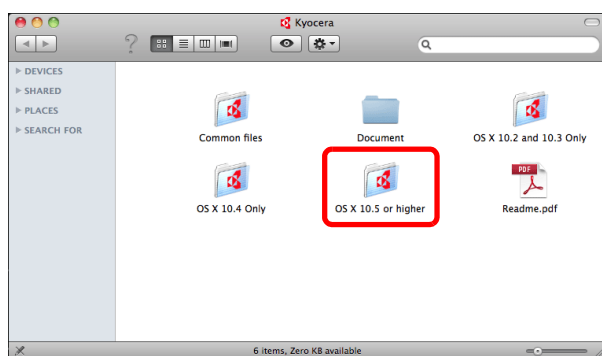 Kyocera
?
DEVICES
SHARED
PLACES
SEARCH FOR
Common files
Document
OS X 10.2 and 10.3 Only
OS X 10.4 Only
OS X 10.5 or higher
PDF
Readme.pdf
6 items, Zero KB available